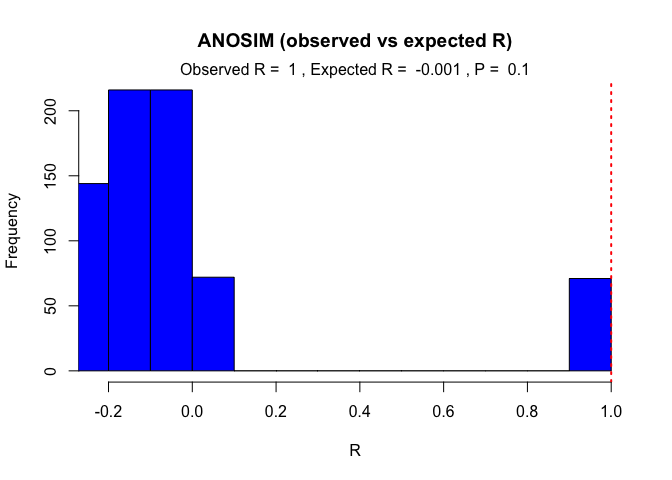 ANOSIM (observed vs expected R)
Observed R =  1 , Expected R =  -0.001 , P =  0.1
Frequency
200
150
100
50
0
-0.2 0.0 0.2 0.4 0.6 0.8 1.0
R